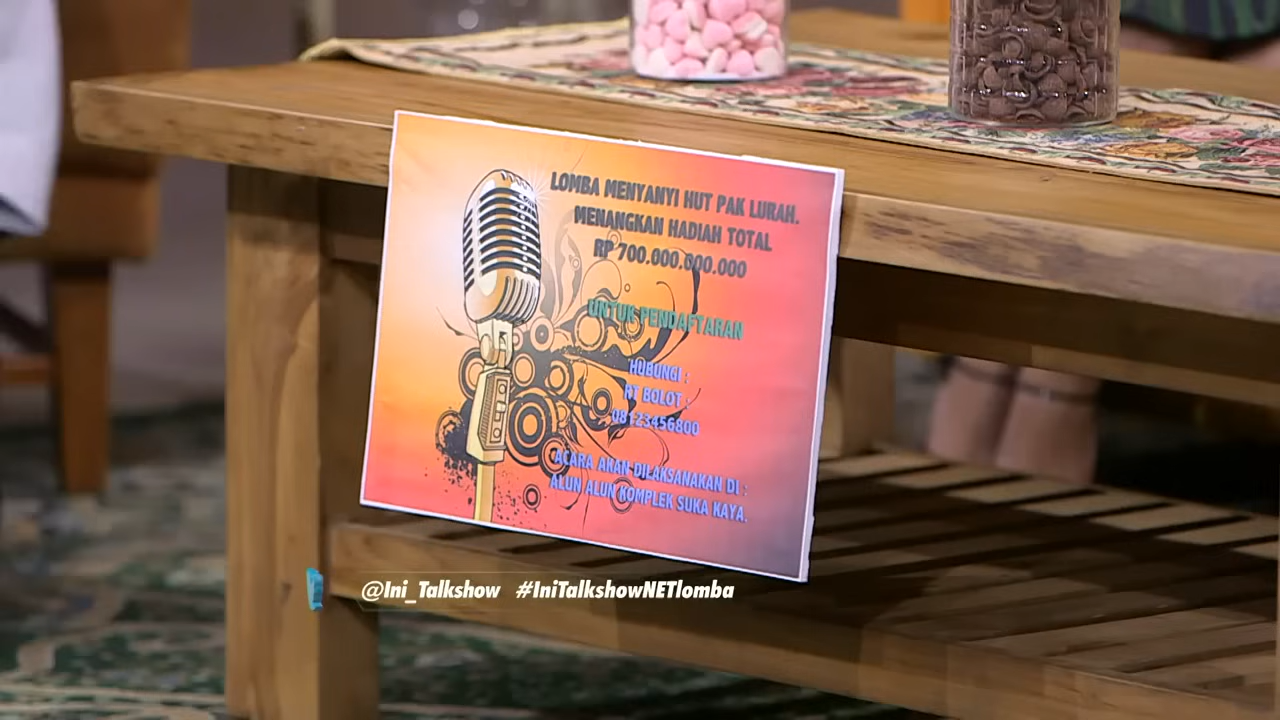 LOMBA MENYANYI HUT PAK LURAH.
MENANGKAN HADIAH TOTAL
RP 700.000.000.000
UNTUK PENDAFTARAN
HUBUNGI :
RT BOLOT :
08123456800
ACARA AKAN DILAKSANAKAN DI :
ALUN ALUN KOMPLEK SUKA KAYA.
@Ini_Talkshow #IniTalkshowNETlomba